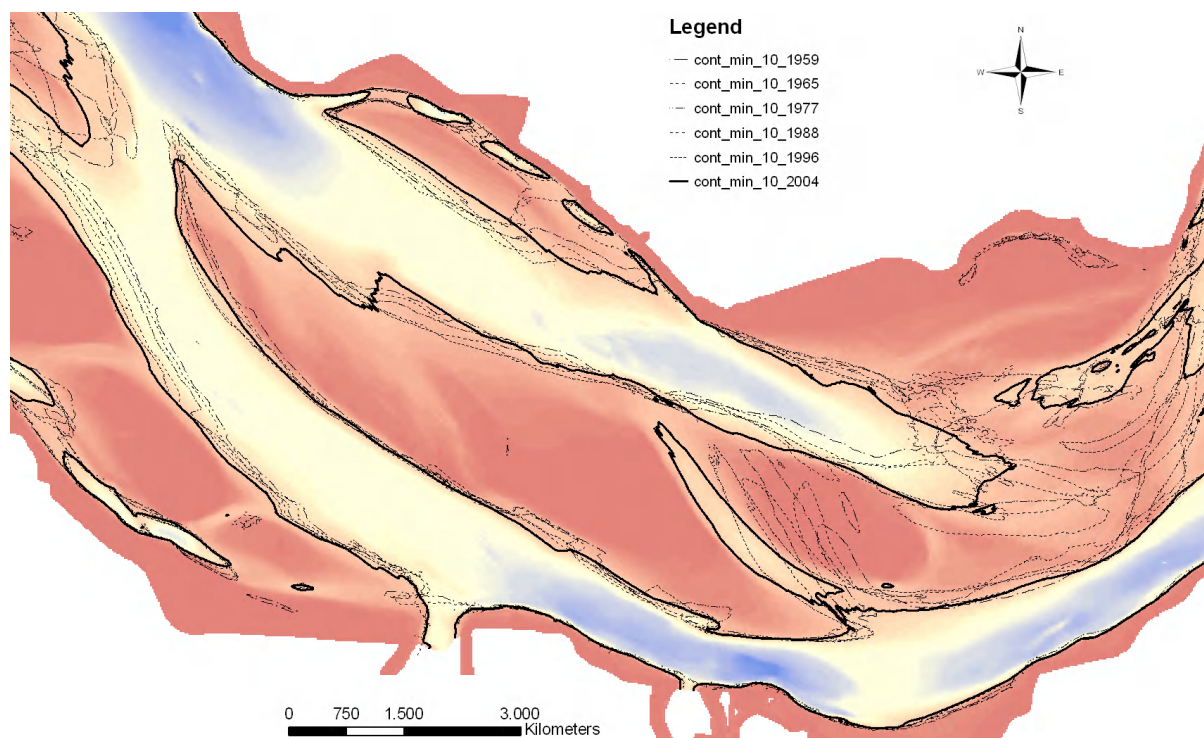 Legend
cont_min_10_1959
cont_min_10_1965
cont_min_10_1977
cont_min_10_1988
cont_min_10_1996
cont_min_10_2004
N
W E
S
0 750 1.500 3.000
Kilometers